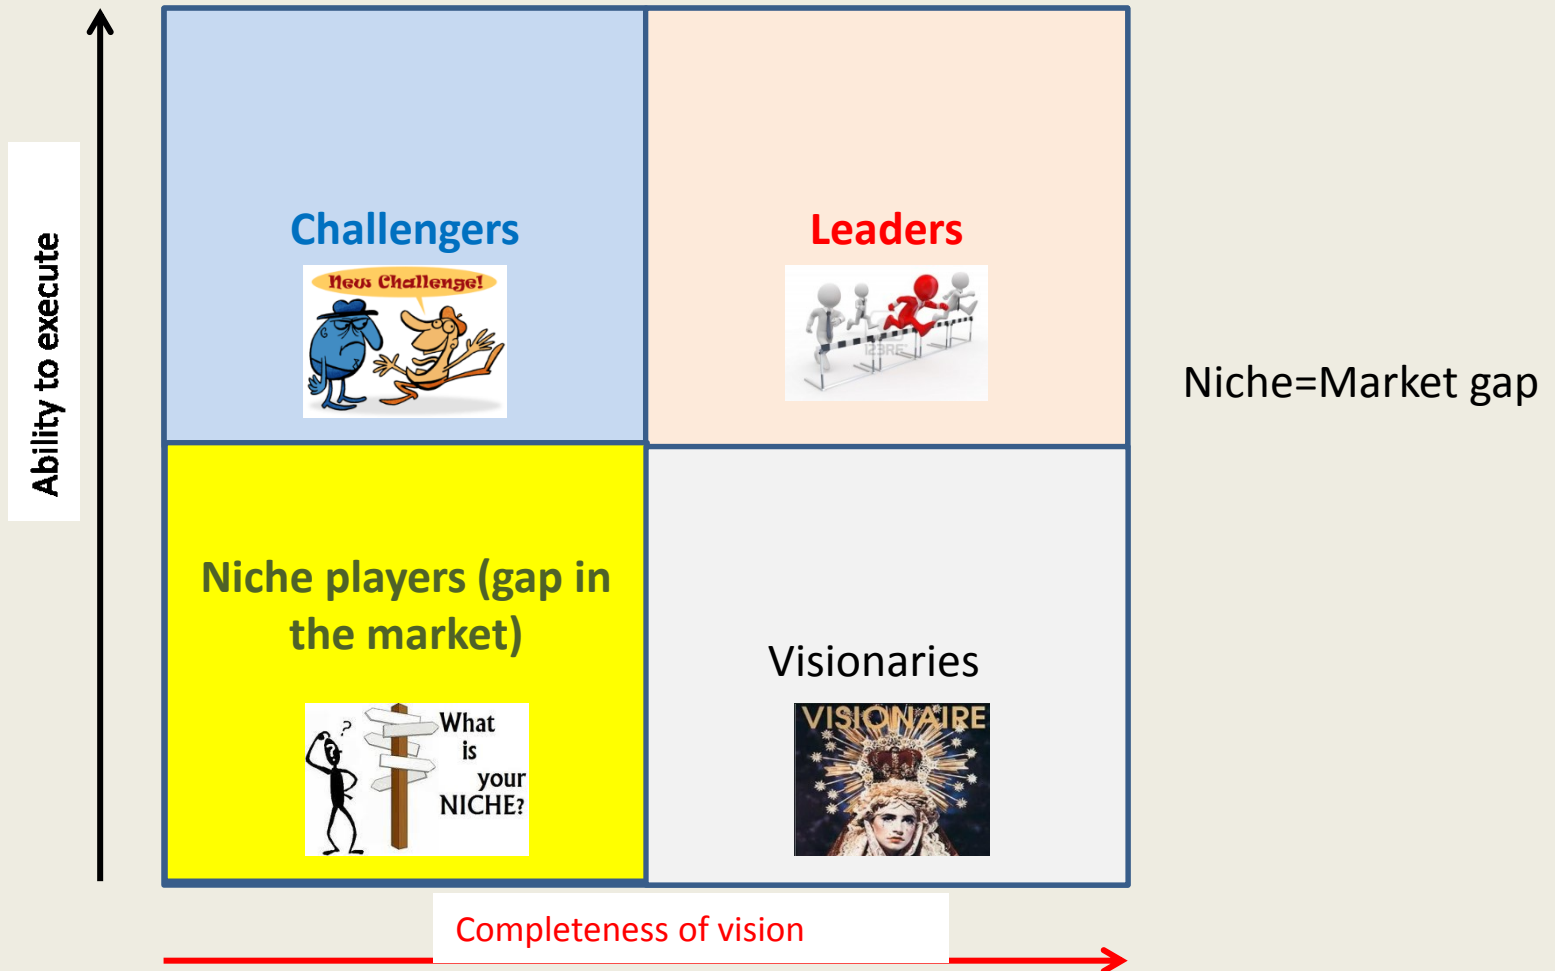 Challengers
New Challenge!
Leaders
123RF
Ability to execute
Niche=Market gap
Niche players (gap in
the market)
What
is
your
NICHE?
Visionaries
VISIONAIRE
Completeness of vision